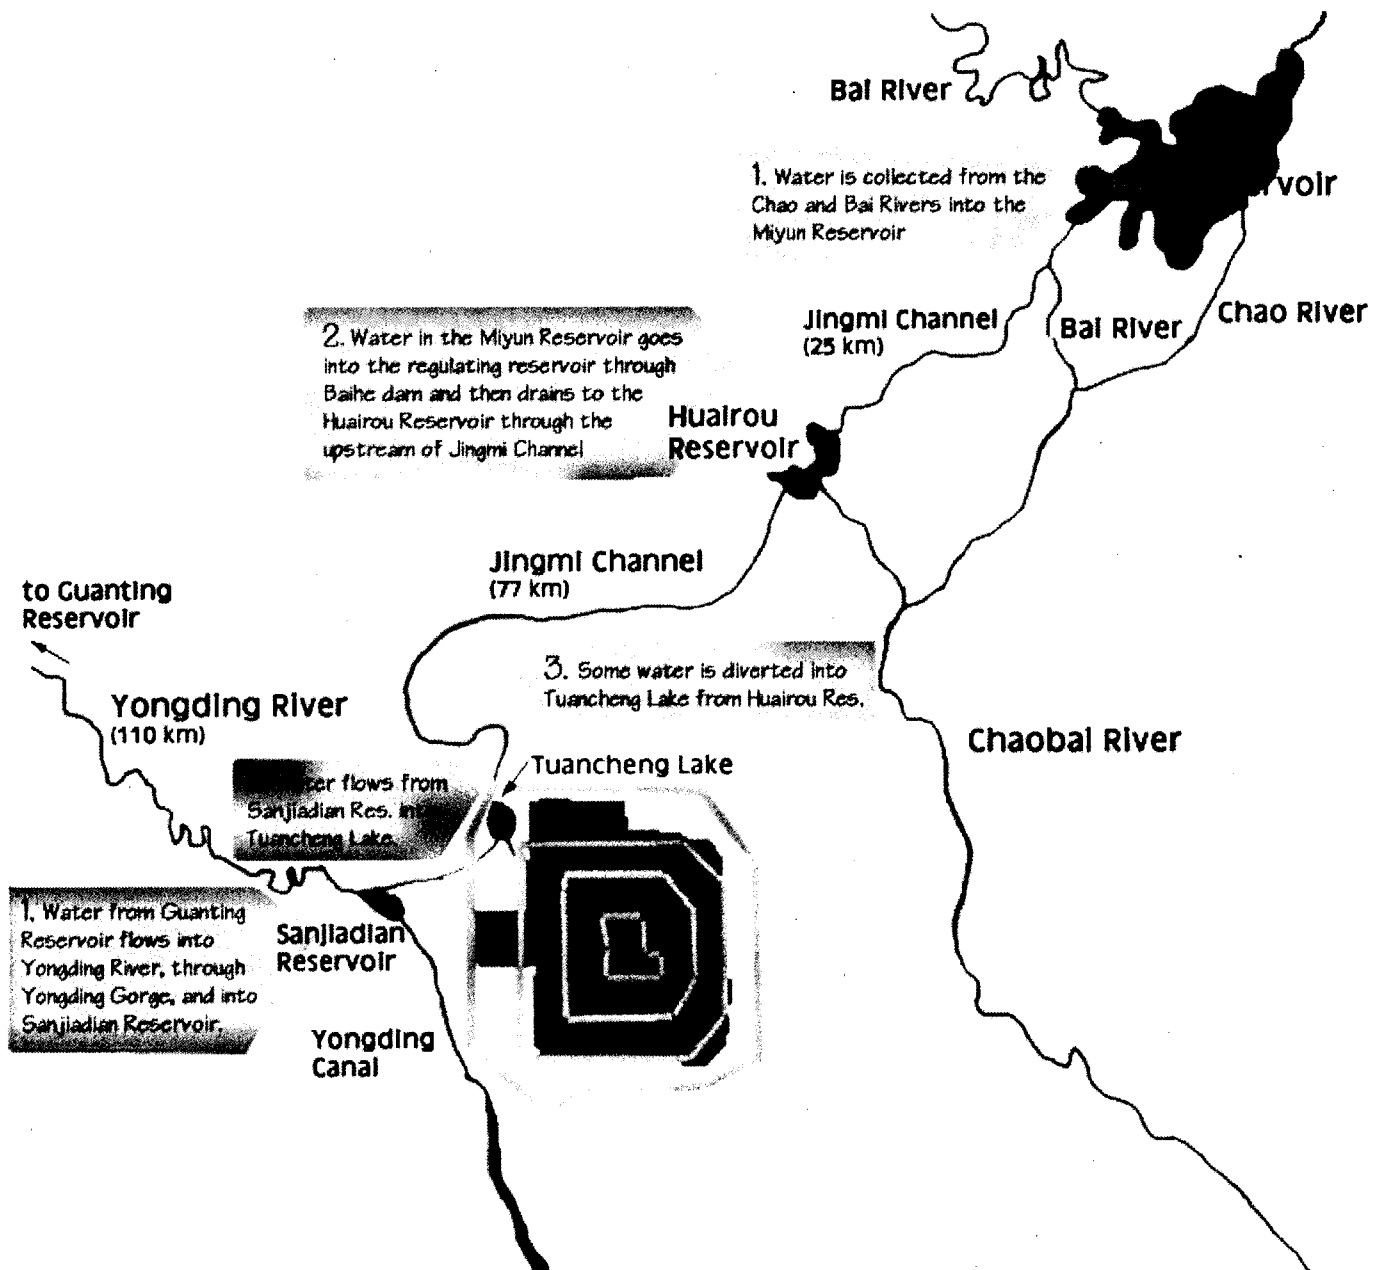 Bai River
1. Water is collected from the
Chao and Bai Rivers into the
Miyun Reservoir
rvoir
Jingmi Channel
(25 km)
Bai River
Chao River
2. Water in the Miyun Reservoir goes
into the regulating reservoir through
Baihe dam and then drains to the
Huairou Reservoir through the
upstream of Jingmi Channel
Huairou
Reservoir
Jingmi Channel
(77 km)
to Guanting
Reservoir
3. Some water is diverted into
Tuancheng Lake from Huairou Res.
Yongding River
(110 km)
Chaobai River
Tuancheng Lake
flows from
Sanjiadian Res.
Tuancheng Lake.
1. Water from Guanting
Reservoir flows into
Yongding River, through
Yongding Gorge, and into
Sanjiadian Reservoir.
Sanjiadian
Reservoir
Yongding
Canal